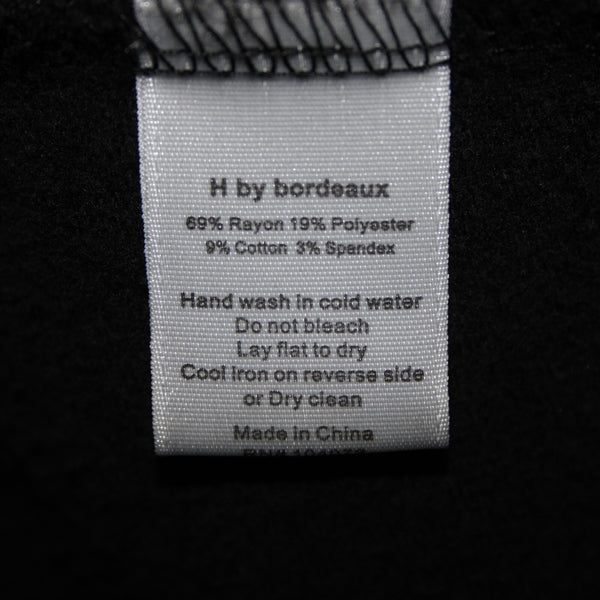 H by bordeaux
69% Rayon 19% Polyester
9% Cotton 3% Spandex
Hand wash in cold water
Do not bleach
Lay flat to dry
Cool Iron on reverse side
or Dry clean
Made in China